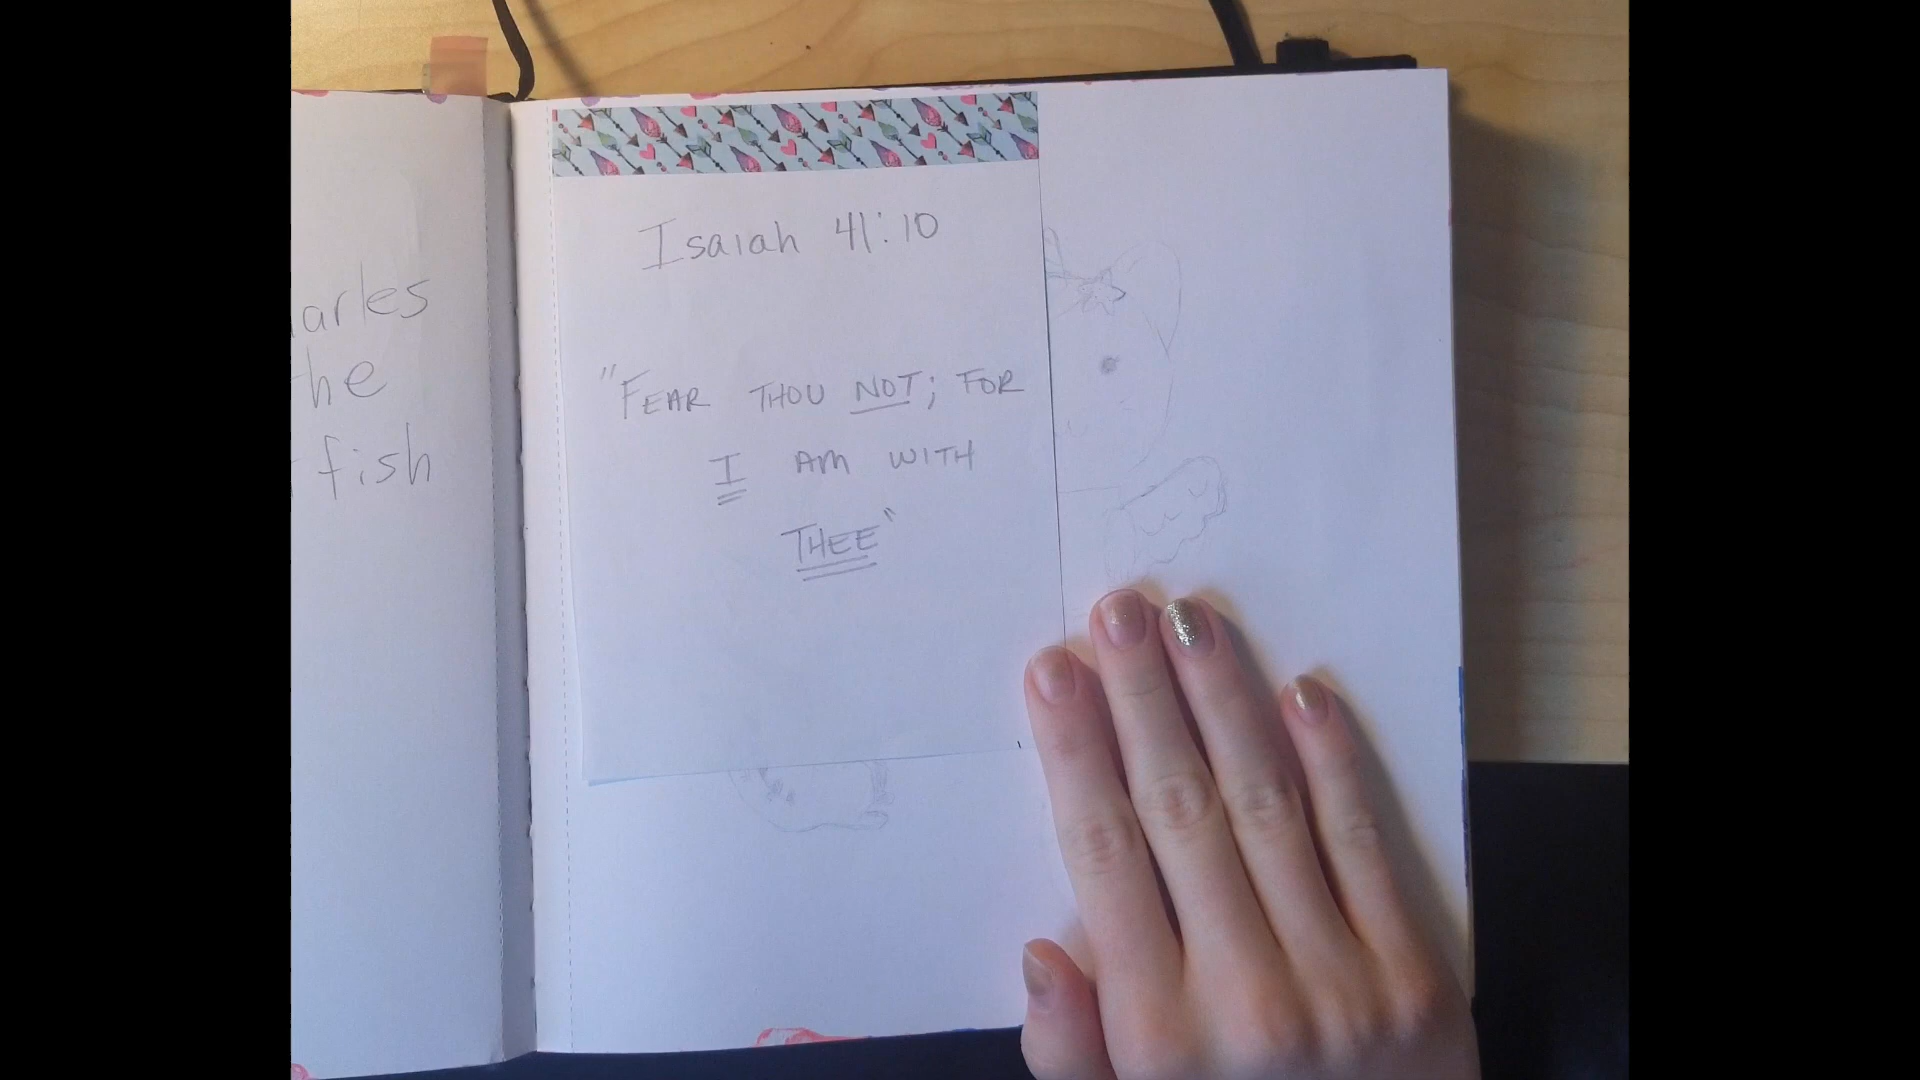 arles
he
fish
Isaiah 41:10
"FEAR THOU NOT; FOR
I AM WITH
THEE"